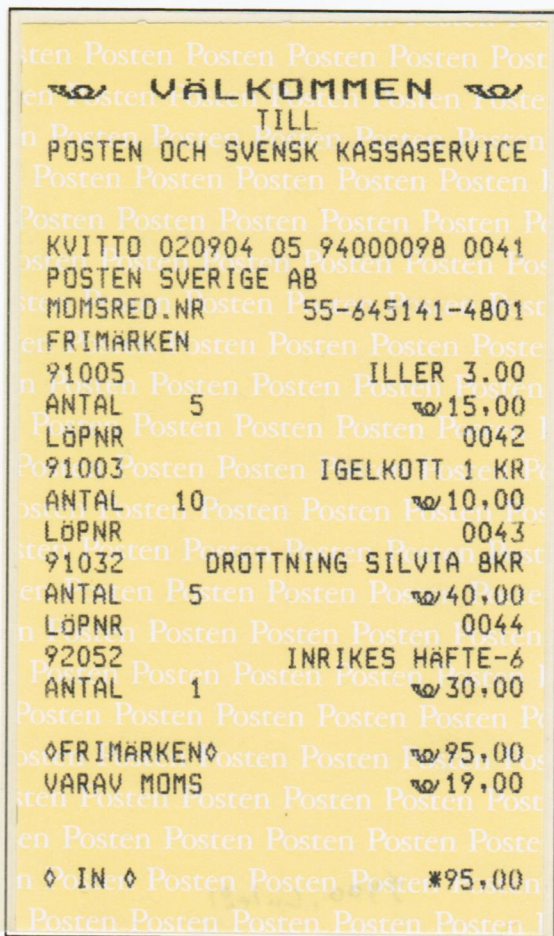 VÄLKOMMEN
TILL
POSTEN OCH SVENSK KASSASERVICE
KVITTO 020904 05 94000098 0041
POSTEN SVERIGE AB
MOMSRED.NR 55-645141-4801
FRIMÄRKEN
91005 ILLER 3.00
ANTAL 5 15,00
LÖPNR 0042
91003 IGELKOTT 1 KR
ANTAL 10 10,00
LÖPNR 0043
91032 DROTTNING SILVIA 8KR
ANTAL 5 40,00
LÖPNR 0044
92052 INRIKES HÄFTE-6
ANTAL 1 30,00
◊FRIMÄRKEN◊ 95,00
VARAV MOMS 19,00
◊ IN ◊ *95,00